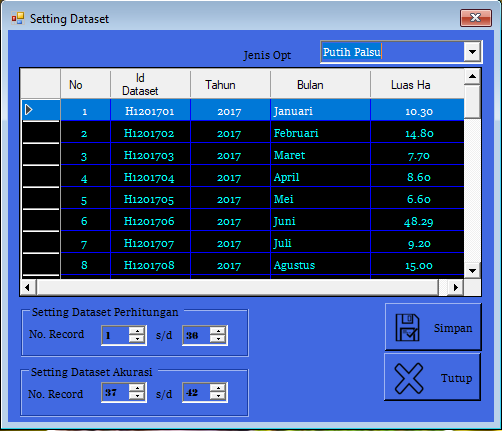 Setting Dataset
Jenis Opt Putih Palsu
No Id Dataset Tahun Bulan Luas Ha
1 H1201701 2017 Januari 10.30
2 H1201702 2017 Februari 14.80
3 H1201703 2017 Maret 7.70
4 H1201704 2017 April 8.60
5 H1201705 2017 Mei 6.60
6 H1201706 2017 Juni 48.29
7 H1201707 2017 Juli 9.20
8 H1201708 2017 Agustus 15.00
Setting Dataset Perhitungan
No. Record 1 s/d 36
Simpan
Setting Dataset Akurasi
No. Record 37 s/d 42
Tutup